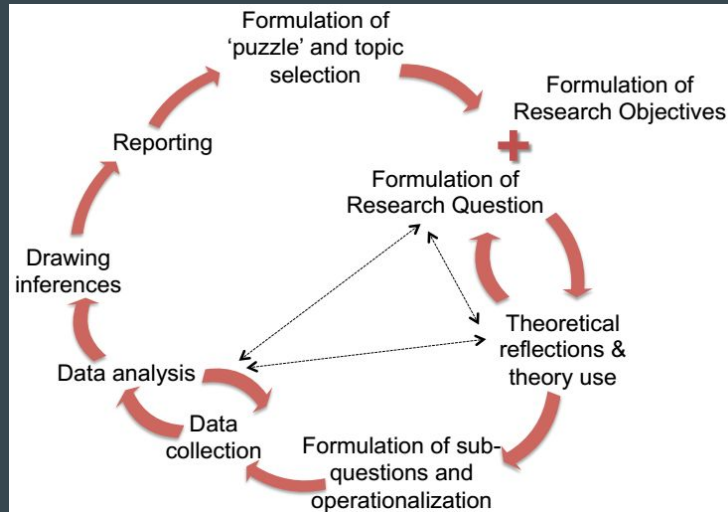 Formulation of
‘puzzle’ and topic
selection
Formulation of
Research Objectives
+
Formulation of
Research Question
Theoretical
reflections &
theory use
Formulation of sub-
questions and
operationalization
Data
collection
Data analysis
Drawing
inferences
Reporting